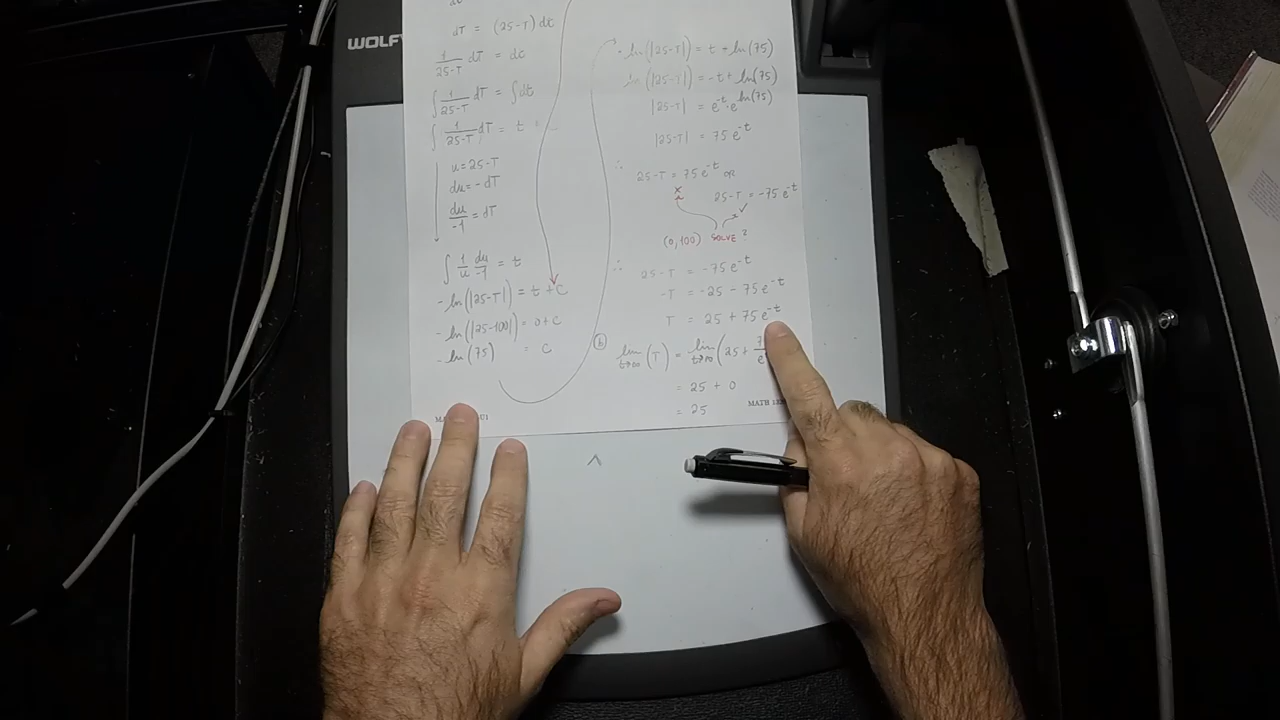 WOLF
dT = (25-T) dt
1/(25-T) dT = dt
∫ 1/(25-T) dT = ∫dt
∫ 1/(25-T) dT = t
u = 25-T
du = -dT
du/-1 = dT
∫ 1/u du/-1 = t
-ln(|25-T|) = t + C
-ln(|25-100|) = 0 + C
-ln(75) = C
ln(|25-T|) = t + ln(75)
ln(|25-T|) = -t + ln(75)
|25-T| = e^-t · e^ln(75)
|25-T| = 75 e^-t
∴ 25-T = 75 e^-t OR
25-T = -75 e^-t
x ✓
(0,100) SOLVE ?
∴ 25-T = -75 e^-t
-T = -25 - 75 e^-t
T = 25 + 75 e^-t
(b) lim t→∞ (T) = lim t→∞ (25 +
= 25 + 0
= 25
MATH